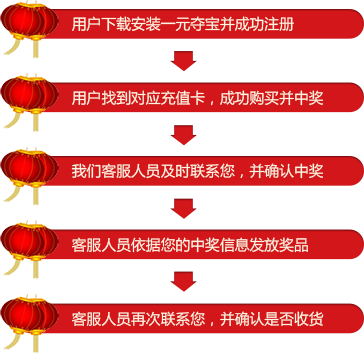 用户下载安装一元夺宝并成功注册
用户找到对应充值卡，成功购买并中奖
我们客服人员及时联系您，并确认中奖
客服人员依据您的中奖信息发放奖品
客服人员再次联系您，并确认是否收货